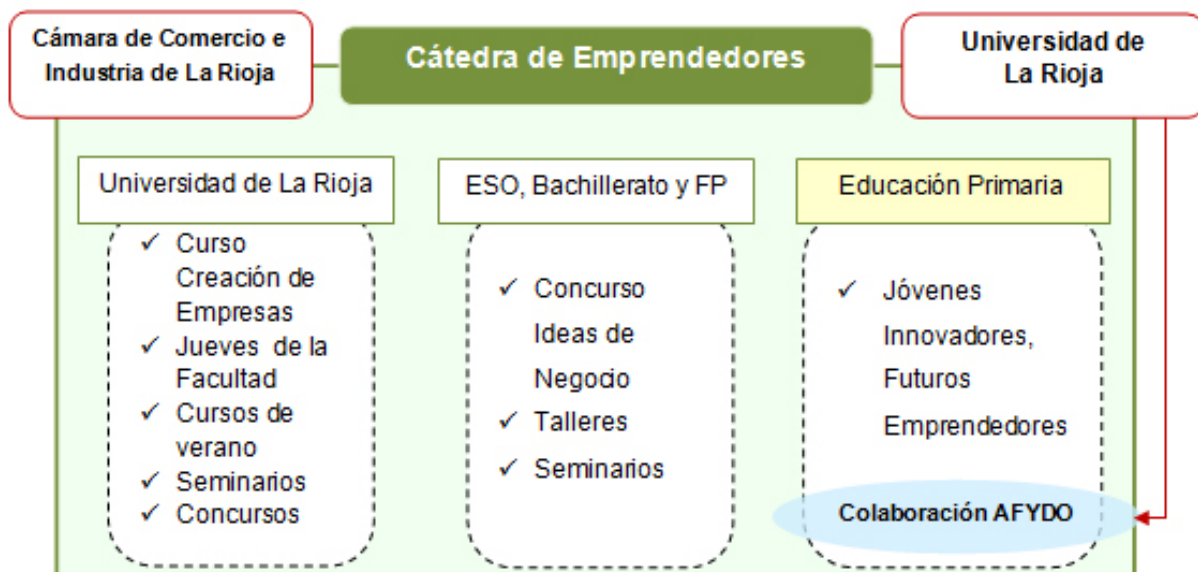 Cámara de Comercio e
Industria de La Rioja
Cátedra de Emprendedores
Universidad de
La Rioja
Universidad de La Rioja
✓ Curso
Creación de
Empresas
✓ Jueves de la
Facultad
✓ Cursos de
verano
✓ Seminarios
✓ Concursos
ESO, Bachillerato y FP
✓ Concurso
Ideas de
Negocio
✓ Talleres
✓ Seminarios
Educación Primaria
✓ Jóvenes
Innovadores,
Futuros
Emprendedores
Colaboración AFYDO